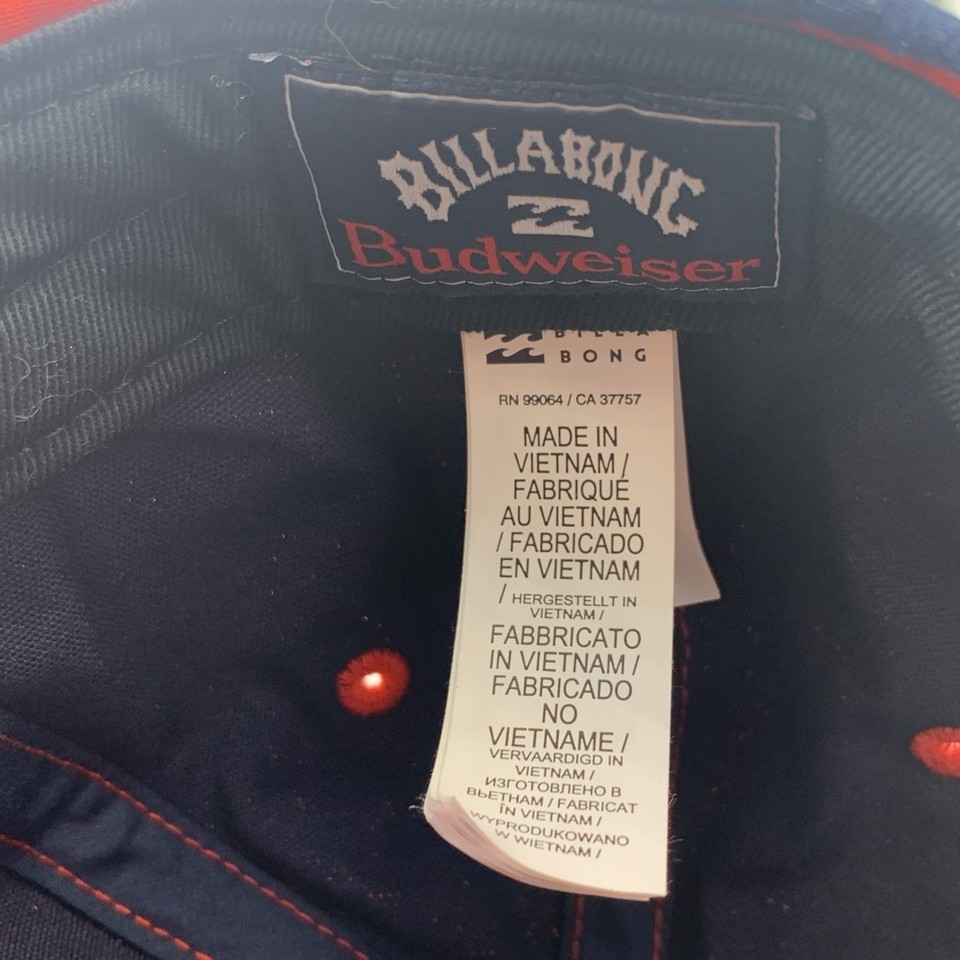 BILLABONG
Budweiser
BILLA
BONG
RN 99064 / CA 37757
MADE IN
VIETNAM /
FABRIQUÉ
AU VIETNAM
/ FABRICADO
EN VIETNAM
/ HERGESTELLT IN
VIETNAM /
FABBRICATO
IN VIETNAM /
FABRICADO
NO
VIETNAME /
VERVAARDIGD IN
VIETNAM /
ИЗГОТОВЛЕНО В
ВЬЕТНАМ / FABRICAT
ÎN VIETNAM /
WYPRODUKOWANO
W WIETNAM /